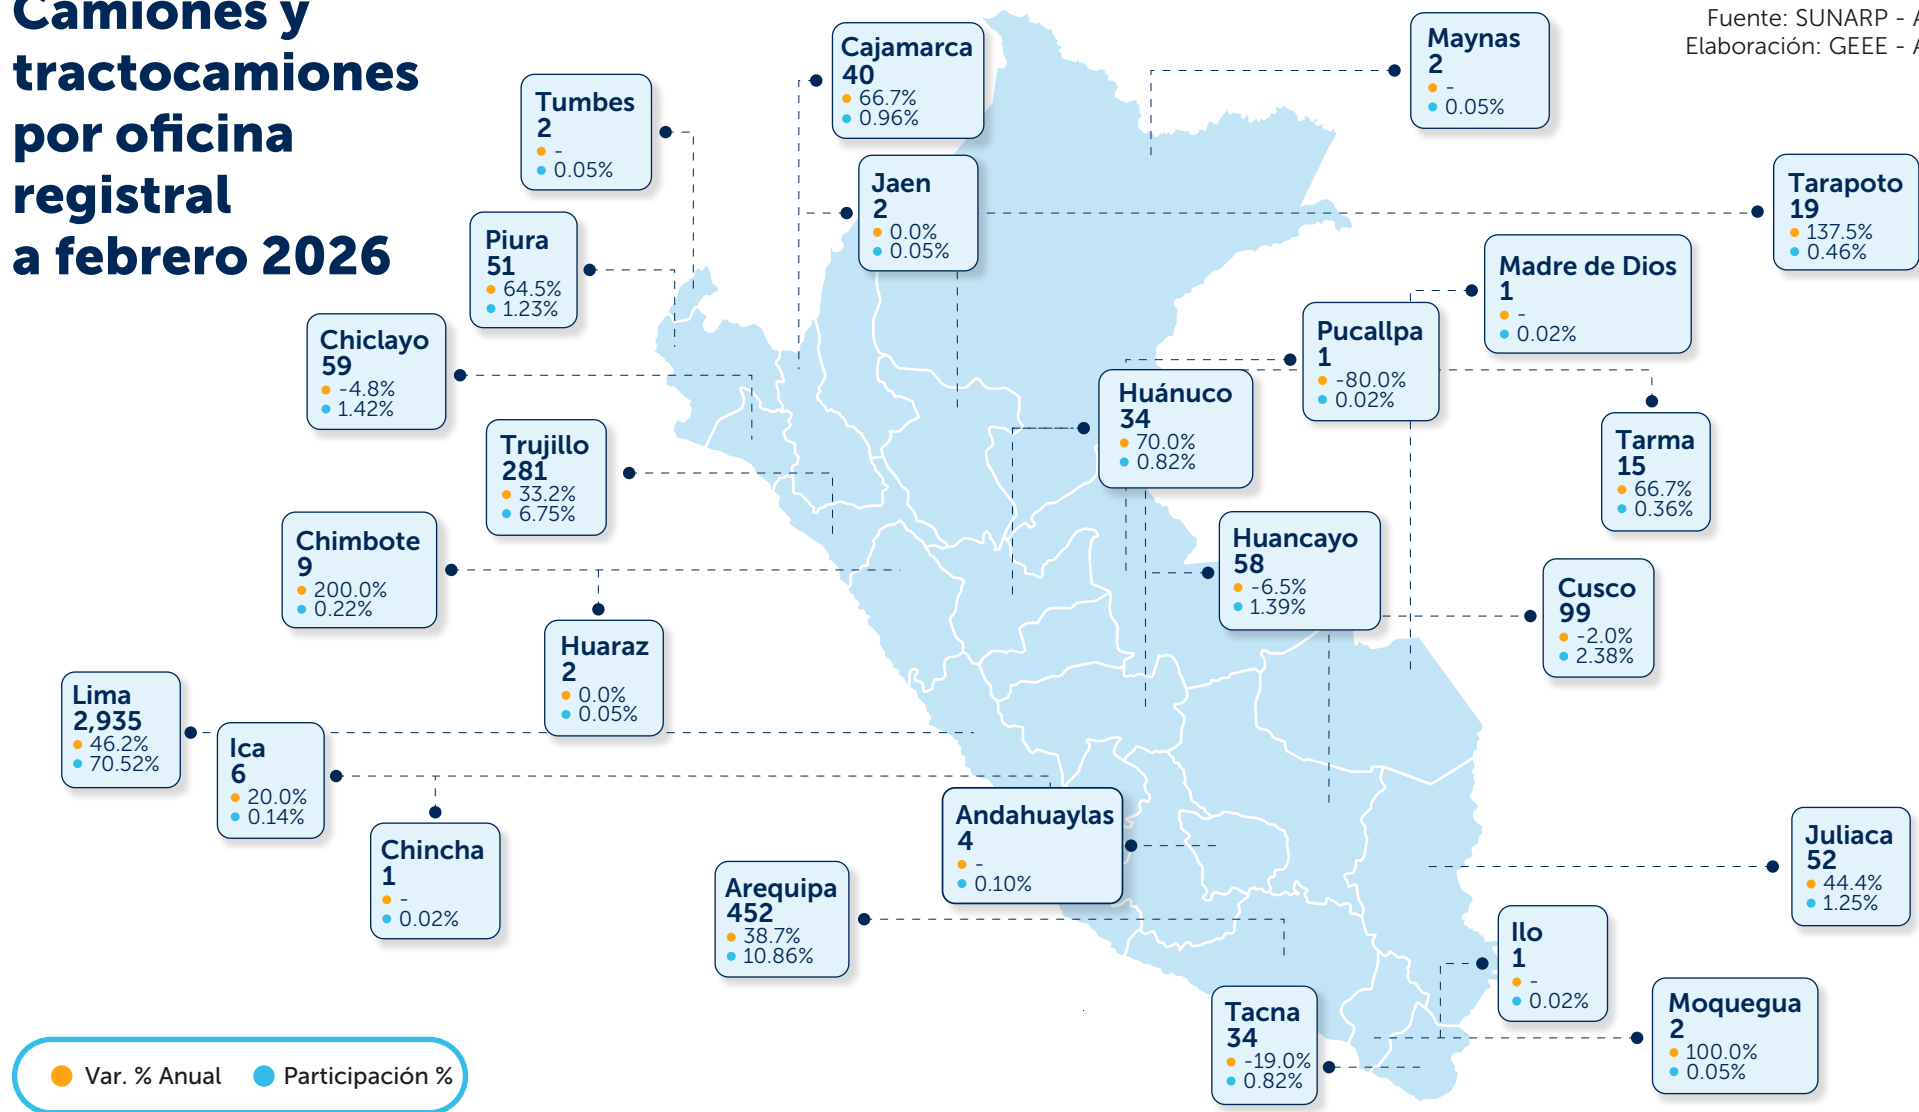 Camiones y
tractocamiones
por oficina
registral
a febrero 2026
Fuente: SUNARP - A
Elaboración: GEEE - A
Cajamarca
40
66.7%
0.96%
Maynas
2
-
0.05%
Tumbes
2
-
0.05%
Jaen
2
0.0%
0.05%
Tarapoto
19
137.5%
0.46%
Piura
51
64.5%
1.23%
Madre de Dios
1
-
0.02%
Chiclayo
59
-4.8%
1.42%
Pucallpa
1
-80.0%
0.02%
Huánuco
34
70.0%
0.82%
Tarma
15
66.7%
0.36%
Trujillo
281
33.2%
6.75%
Chimbote
9
200.0%
0.22%
Huancayo
58
-6.5%
1.39%
Cusco
99
-2.0%
2.38%
Huaraz
2
0.0%
0.05%
Lima
2,935
46.2%
70.52%
Ica
6
20.0%
0.14%
Chincha
1
-
0.02%
Andahuaylas
4
-
0.10%
Arequipa
452
38.7%
10.86%
Juliaca
52
44.4%
1.25%
Ilo
1
-
0.02%
Tacna
34
-19.0%
0.82%
Moquegua
2
100.0%
0.05%
Var. % Anual
Participación %